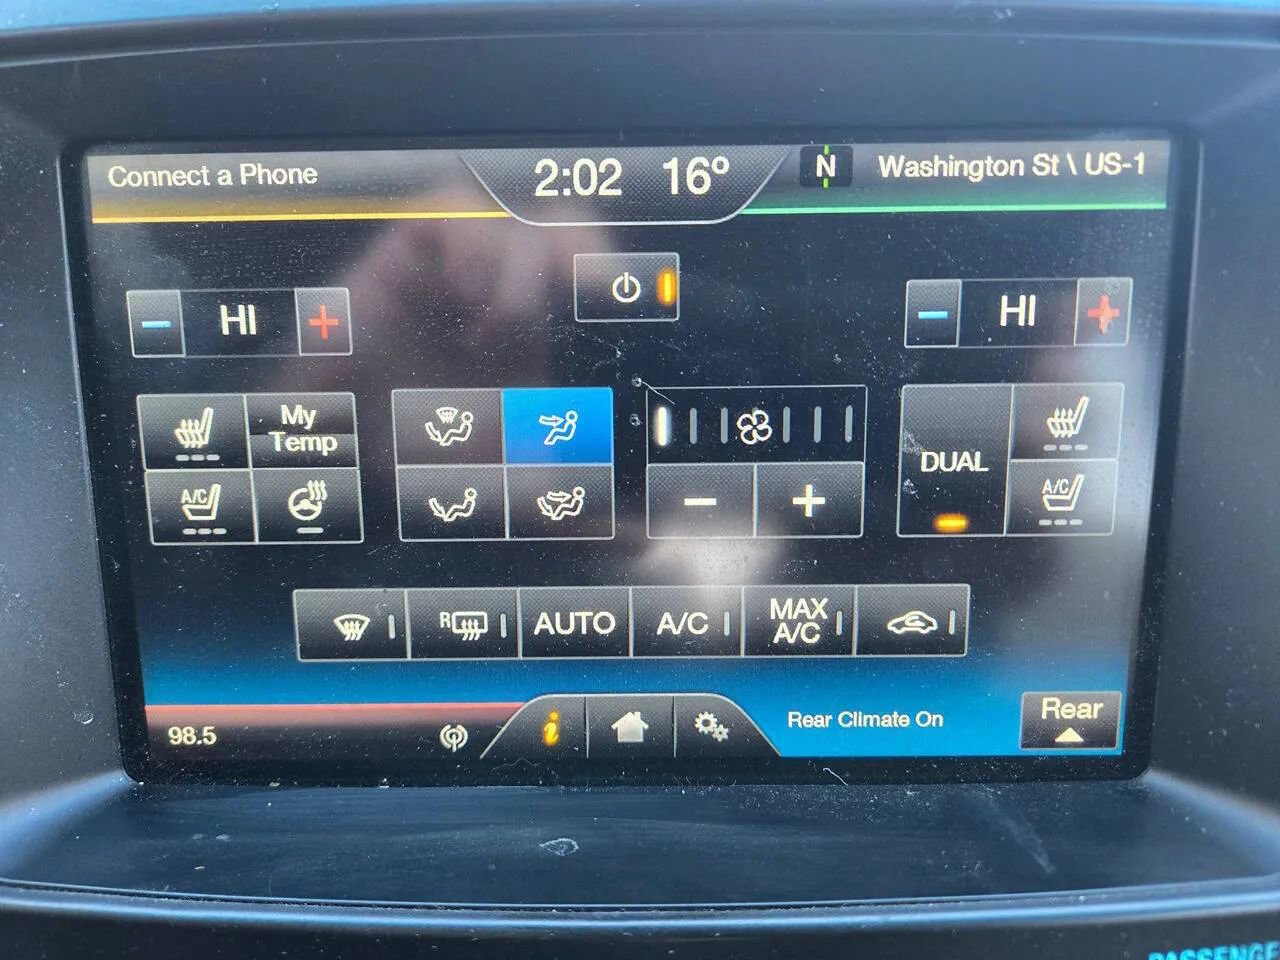 Connect a Phone
2:02 16°
N
Washington St \ US-1
HI
HI
My
Temp
A/C
DUAL
A/C
R
AUTO
A/C
MAX
A/C
98.5
i
Rear Climate On
Rear
PASSENGE